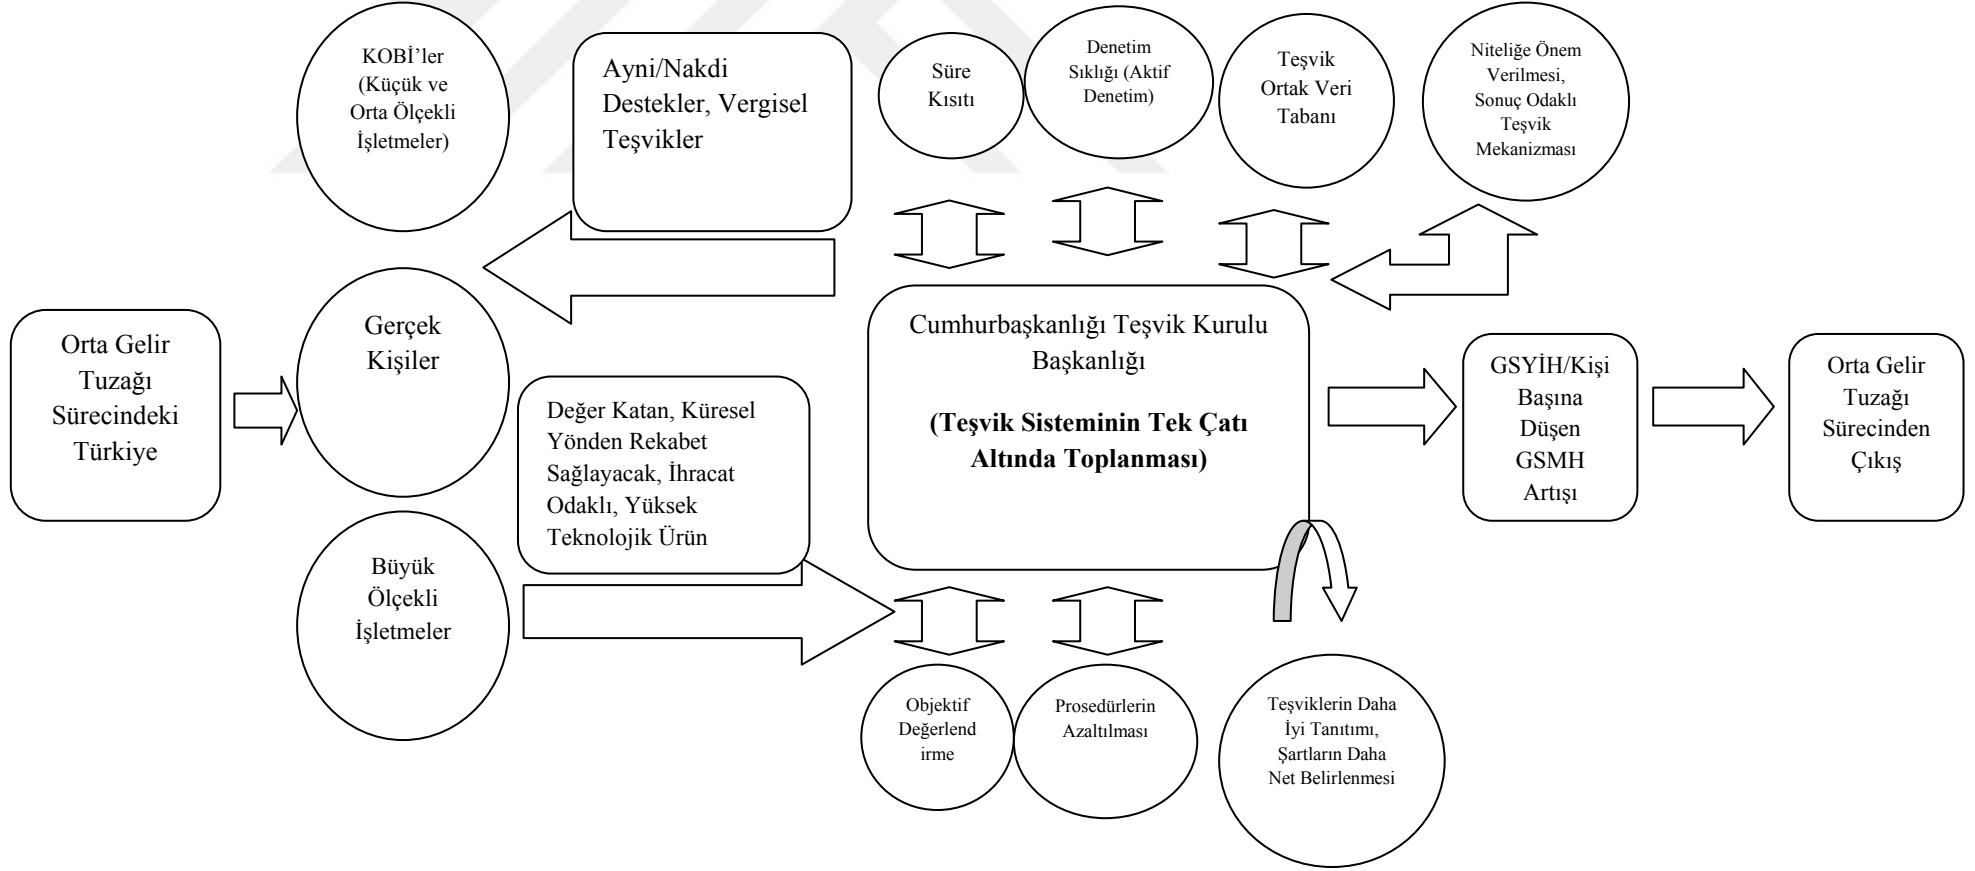 KOBİ’ler
(Küçük ve
Orta Ölçekli
İşletmeler)
Ayni/Nakdi
Destekler, Vergisel
Teşvikler
Süre
Kısıtı
Denetim
Sıklığı (Aktif
Denetim)
Teşvik
Ortak Veri
Tabanı
Niteliğe Önem
Verilmesi,
Sonuç Odaklı
Teşvik
Mekanizması
Orta Gelir
Tuzağı
Sürecindeki
Türkiye
Gerçek
Kişiler
Değer Katan, Küresel
Yönden Rekabet
Sağlayacak, İhracat
Odaklı, Yüksek
Teknolojik Ürün
Cumhurbaşkanlığı Teşvik Kurulu
Başkanlığı
(Teşvik Sisteminin Tek Çatı
Altında Toplanması)
GSYİH/Kişi
Başına
Düşen
GSMH
Artışı
Orta Gelir
Tuzağı
Sürecinden
Çıkış
Büyük
Ölçekli
İşletmeler
Objektif
Değerlend
irme
Prosedürlerin
Azaltılması
Teşviklerin Daha
İyi Tanıtımı,
Şartların Daha
Net Belirlenmesi